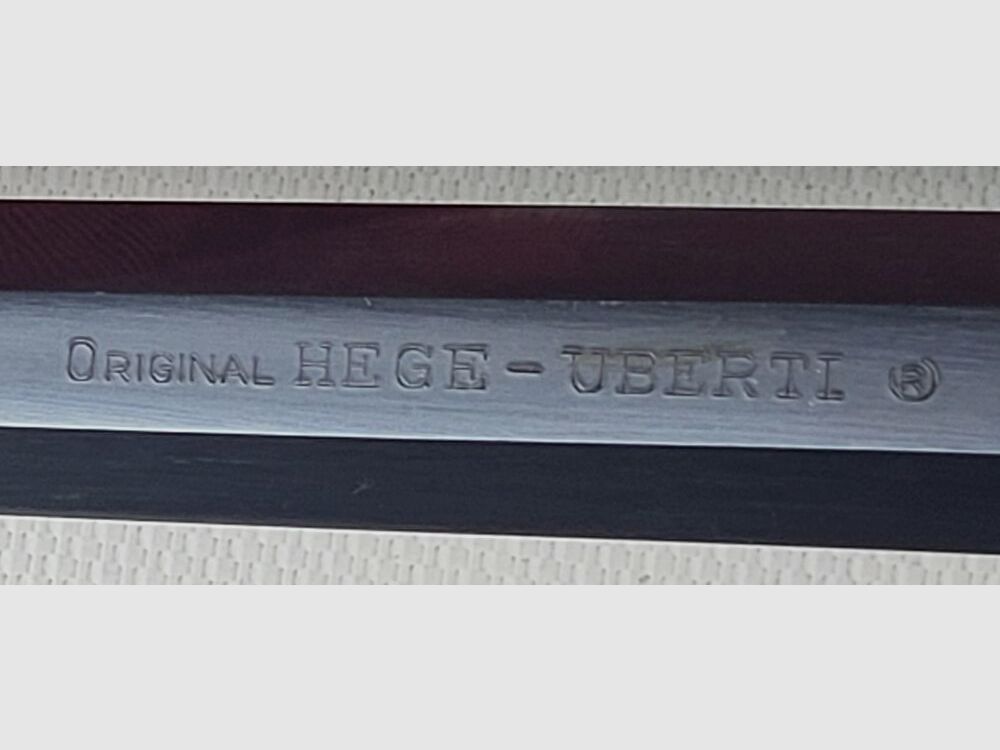 ORIGINAL HEGE - UBERTI ®